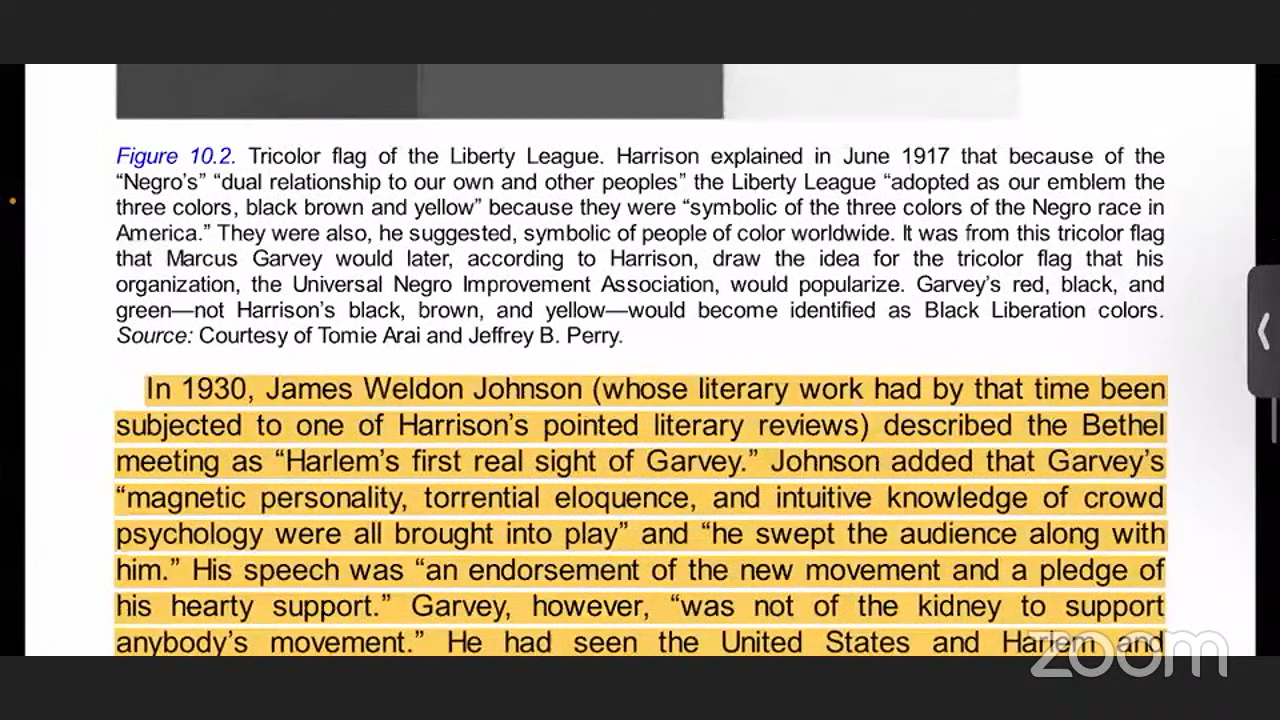 Figure 10.2. Tricolor flag of the Liberty League. Harrison explained in June 1917 that because of the
“Negro’s” “dual relationship to our own and other peoples” the Liberty League “adopted as our emblem the
three colors, black brown and yellow” because they were “symbolic of the three colors of the Negro race in
America.” They were also, he suggested, symbolic of people of color worldwide. It was from this tricolor flag
that Marcus Garvey would later, according to Harrison, draw the idea for the tricolor flag that his
organization, the Universal Negro Improvement Association, would popularize. Garvey’s red, black, and
green—not Harrison’s black, brown, and yellow—would become identified as Black Liberation colors.
Source: Courtesy of Tomie Arai and Jeffrey B. Perry.
In 1930, James Weldon Johnson (whose literary work had by that time been
subjected to one of Harrison’s pointed literary reviews) described the Bethel
meeting as “Harlem’s first real sight of Garvey.” Johnson added that Garvey’s
“magnetic personality, torrential eloquence, and intuitive knowledge of crowd
psychology were all brought into play” and “he swept the audience along with
him.” His speech was “an endorsement of the new movement and a pledge of
his hearty support.” Garvey, however, “was not of the kidney to support
anybody’s movement.” He had seen the United States and Harlem and
zoom